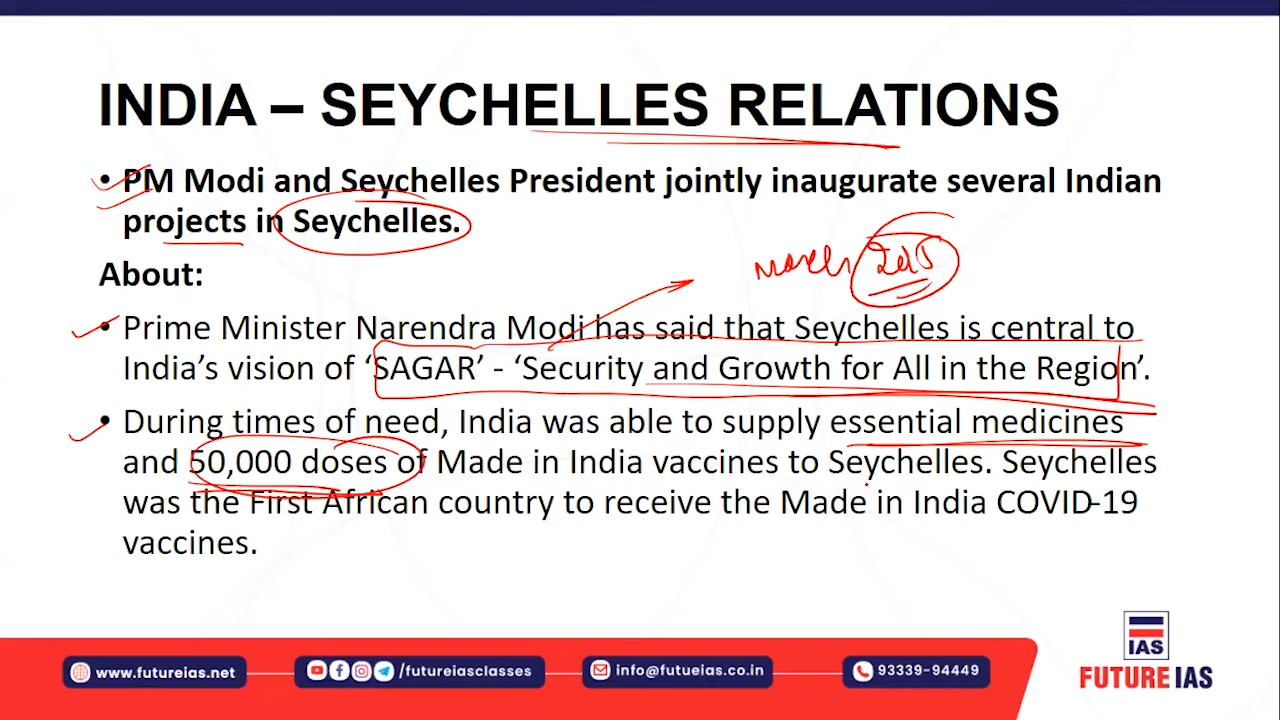 INDIA – SEYCHELLES RELATIONS
• PM Modi and Seychelles President jointly inaugurate several Indian
projects in Seychelles.
March 2015
About:
• Prime Minister Narendra Modi has said that Seychelles is central to
India’s vision of ‘SAGAR’ - ‘Security and Growth for All in the Region’.
• During times of need, India was able to supply essential medicines
and 50,000 doses of Made in India vaccines to Seychelles. Seychelles
was the First African country to receive the Made in India COVID-19
vaccines.
www.futureias.net
/futureiasclasses
info@futueias.co.in
93339-94449
IAS
FUTURE IAS